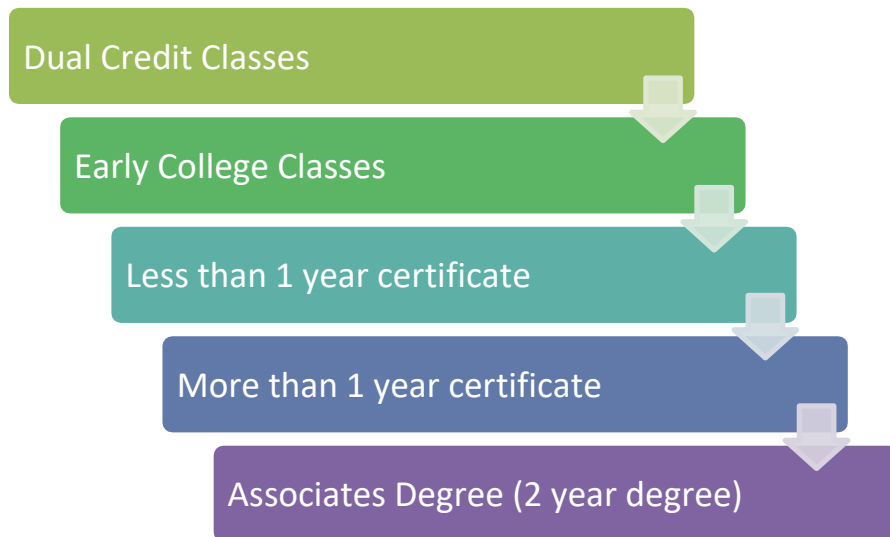 Dual Credit Classes
Early College Classes
Less than 1 year certificate
More than 1 year certificate
Associates Degree (2 year degree)